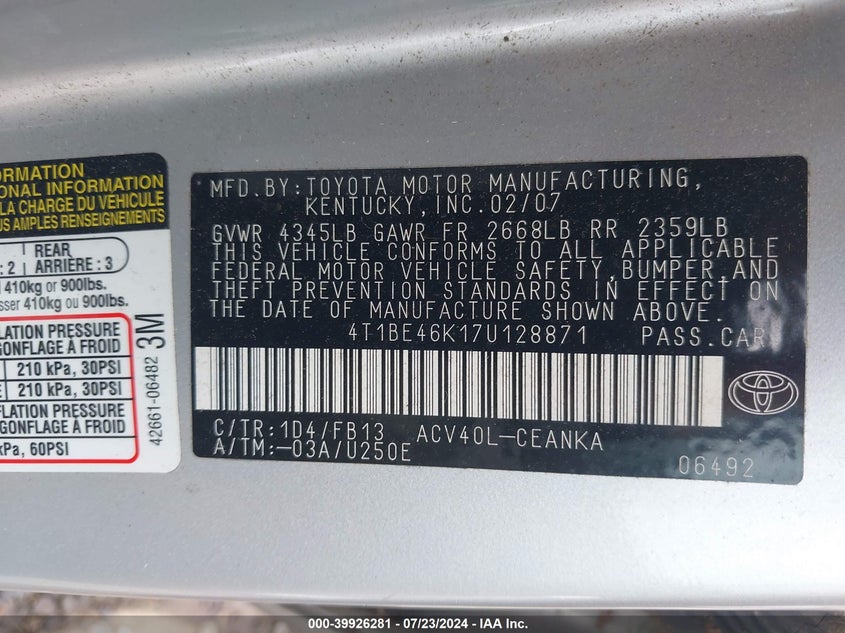 ORMATION
ONAL INFORMATION
LA CHARGE DU VÉHICULE
US AMPLES RENSEIGNEMENTS
REAR
: 2 ARRIÈRE : 3
410kg or 900lbs.
sser 410kg ou 900lbs.
LATION PRESSURE
GONFLAGE À FROID
210 kPa, 30PSI
210 kPa, 30PSI
FLATION PRESSURE
GONFLAGE À FROID
kPa, 60PSI
3M
42661-06482
MFD.BY:TOYOTA MOTOR MANUFACTURING,
KENTUCKY,INC.02/07
GVWR 4345LB GAWR FR 2668LB RR 2359LB
THIS VEHICLE CONFORMS TO ALL APPLICABLE
FEDERAL MOTOR VEHICLE SAFETY,BUMPER,AND
THEFT PREVENTION STANDARDS IN EFFECT ON
THE DATE OF MANUFACTURE SHOWN ABOVE.
4T1BE46K17U128871 PASS.CAR
C/TR:1D4/FB13 ACV40L-CEANKA
A/TM:-03A/U250E
06492
000-39926281 - 07/23/2024 - IAA Inc.